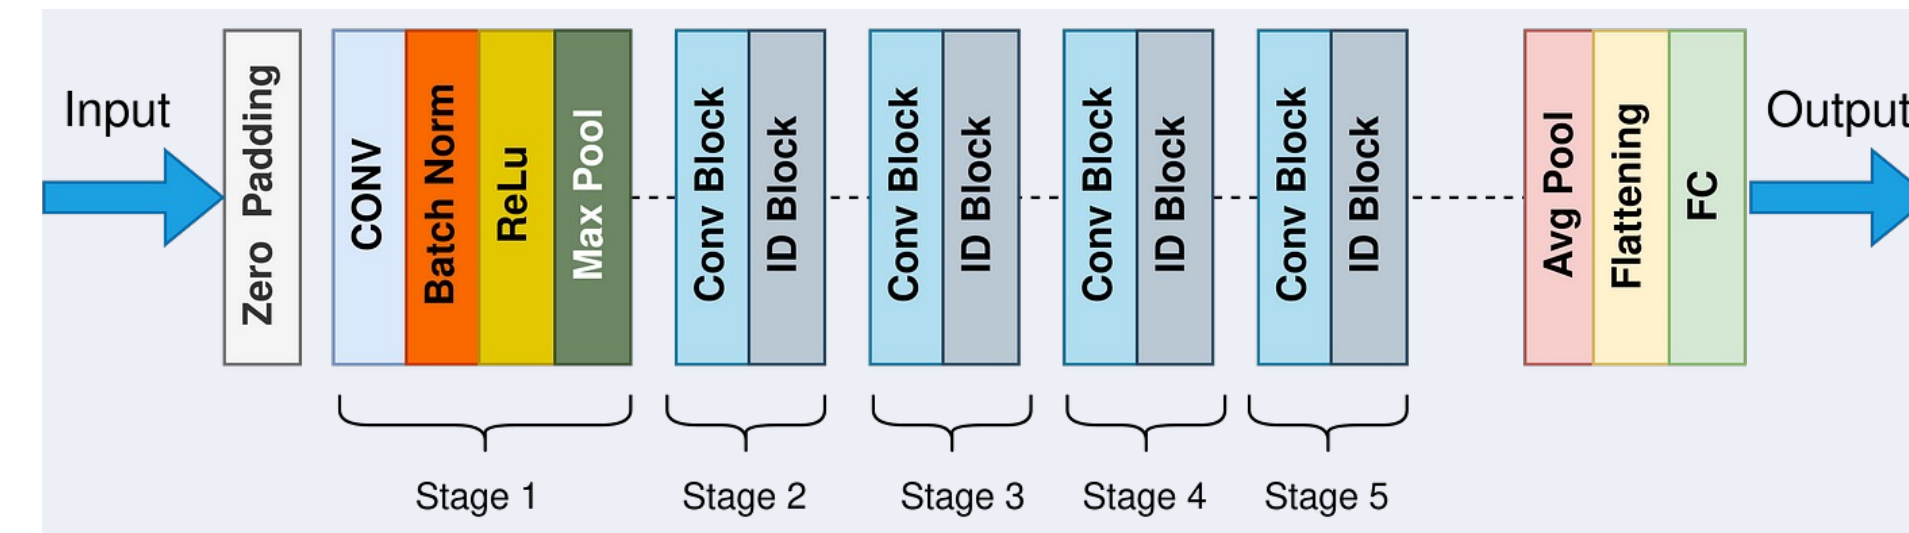 Input
Zero Padding
CONV
Batch Norm
ReLu
Max Pool
Conv Block
ID Block
Conv Block
ID Block
Conv Block
ID Block
Conv Block
ID Block
Avg Pool
Flattening
FC
Output
Stage 1
Stage 2
Stage 3
Stage 4
Stage 5